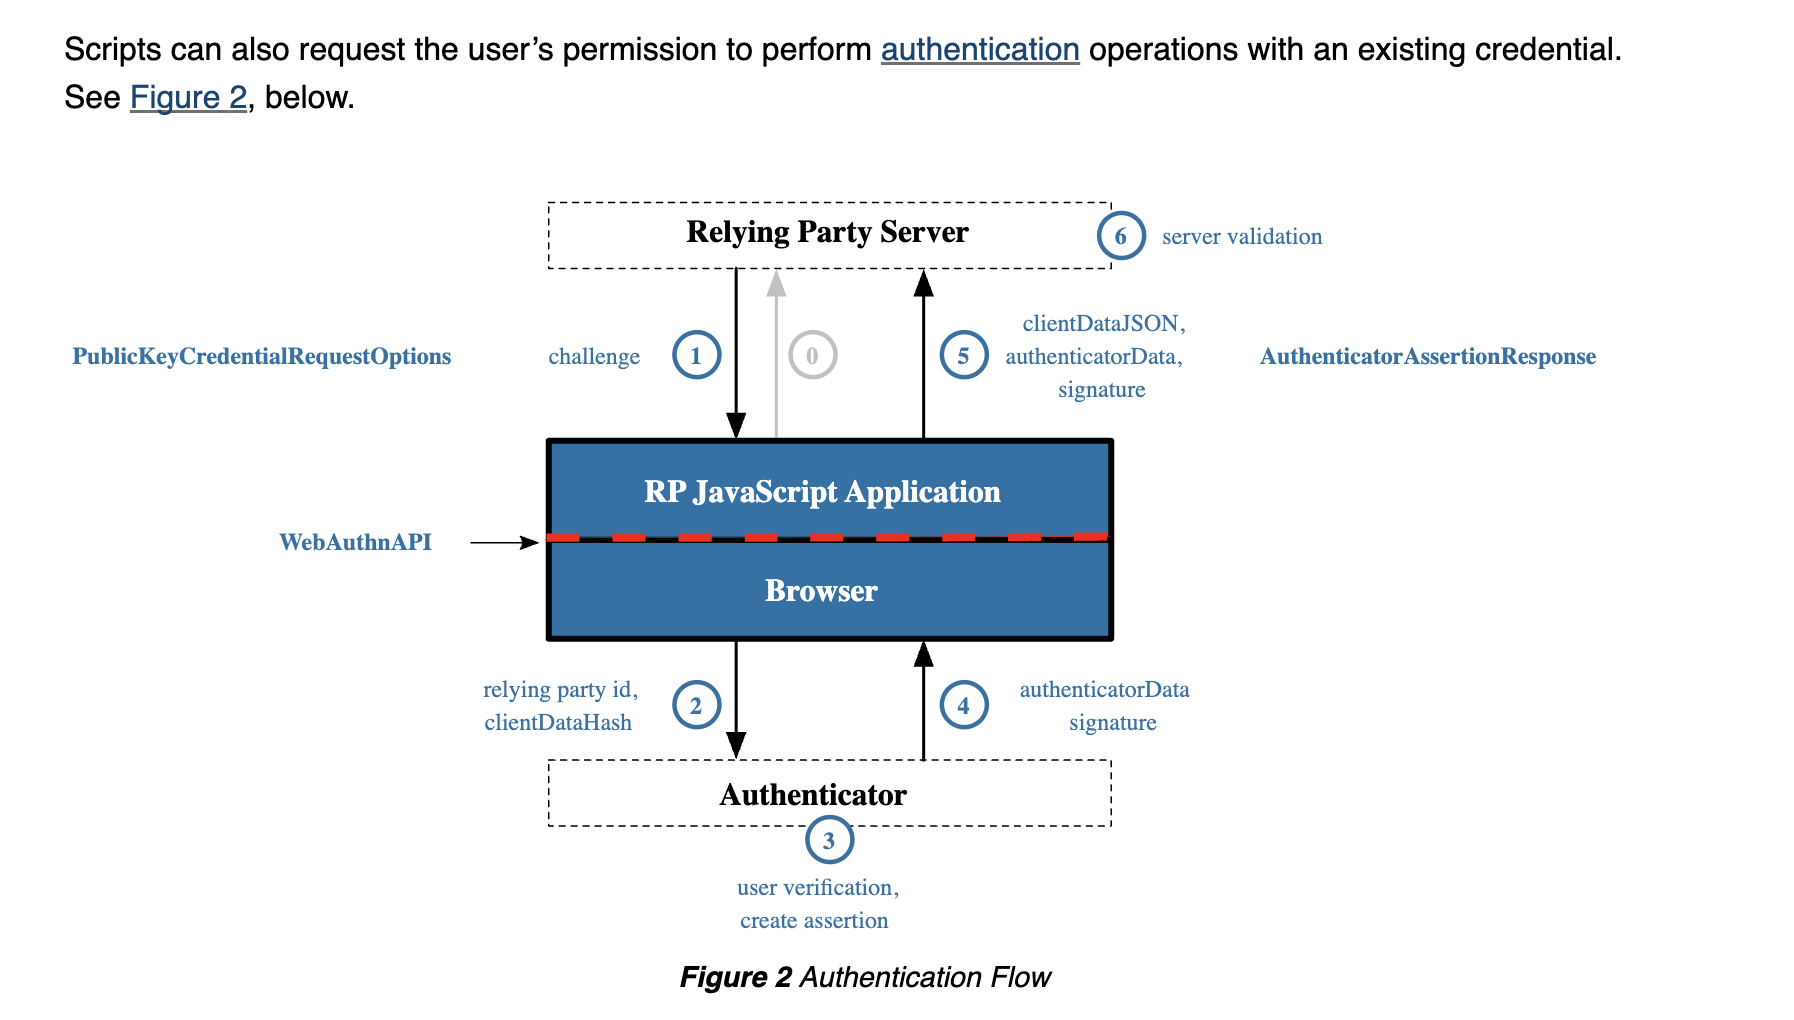 Scripts can also request the user’s permission to perform authentication operations with an existing credential.
See Figure 2, below.
Relying Party Server
6 server validation
PublicKeyCredentialRequestOptions
challenge
1
0
5
clientDataJSON,
authenticatorData,
signature
AuthenticatorAssertionResponse
RP JavaScript Application
WebAuthnAPI
Browser
relying party id,
clientDataHash
2
4
authenticatorData
signature
Authenticator
3
user verification,
create assertion
Figure 2 Authentication Flow